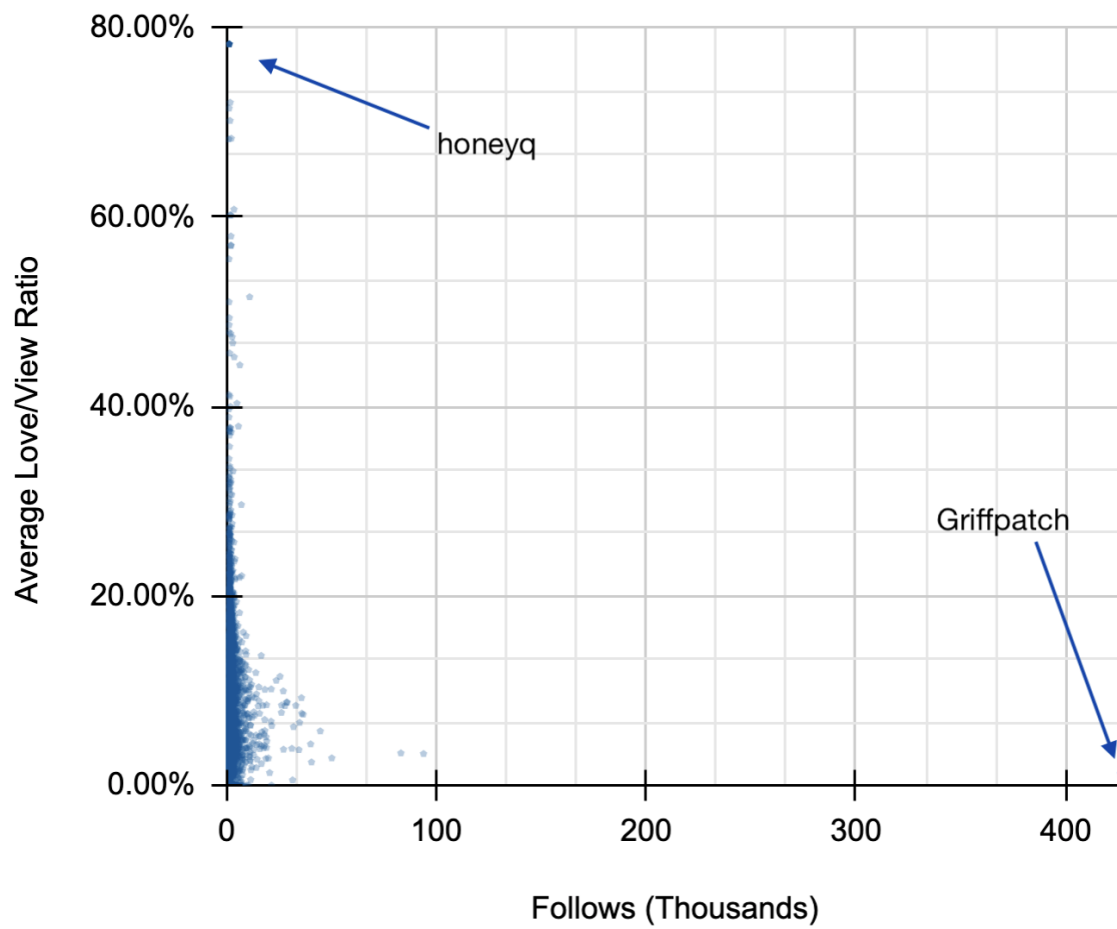 80.00%
honeyq
60.00%
Average Love/View Ratio
40.00%
Griffpatch
20.00%
0.00%
0 100 200 300 400
Follows (Thousands)